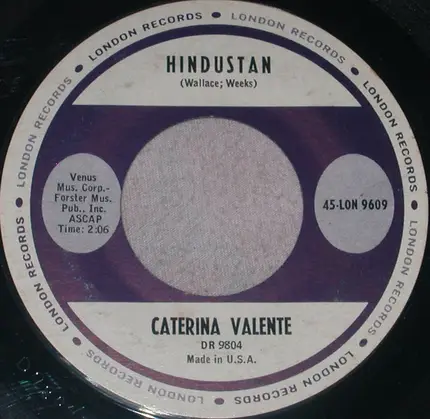 LONDON RECORDS • LONDON RECORDS • LONDON RECORDS • LONDON RECORDS • LONDON RECORDS • LONDON RECORDS • LONDON RECORDS • LONDON RECORDS •
HINDUSTAN
(Wallace; Weeks)
Venus
Mus. Corp.-
Forster Mus.
Pub., Inc.
ASCAP
Time: 2:06
45-LON 9609
CATERINA VALENTE
DR 9804
Made in U.S.A.